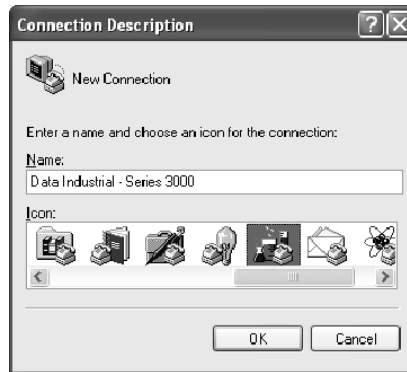 Connection Description
New Connection
Enter a name and choose an icon for the connection:
Name:
Data Industrial - Series 3000
Icon:
OK
Cancel